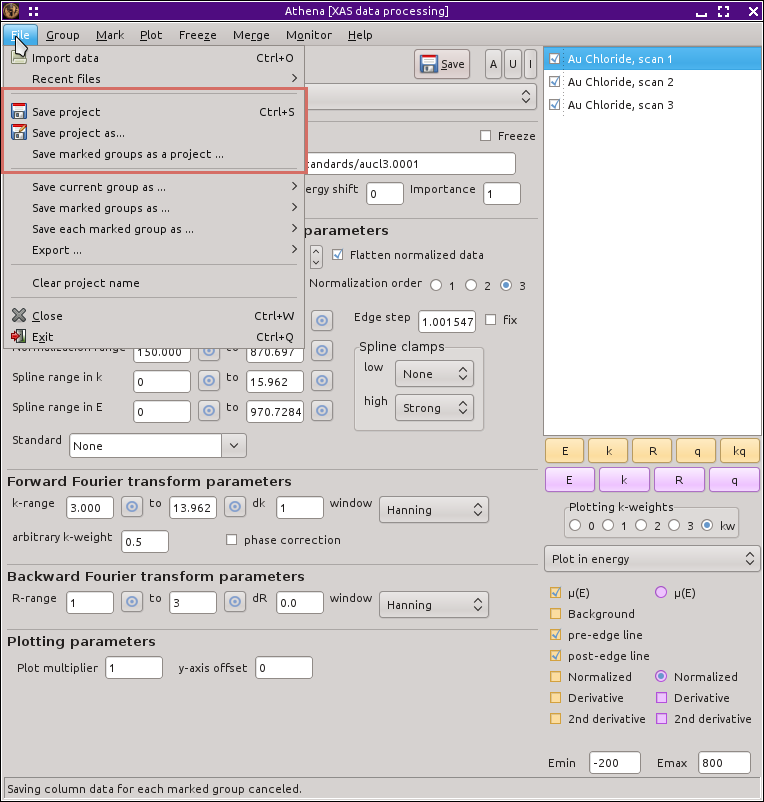 Athena [XAS data processing]
File Group Mark Plot Freeze Merge Monitor Help
Import data Ctrl+O
Recent files
Save project Ctrl+S
Save project as...
Save marked groups as a project ...
Save current group as ...
Save marked groups as ...
Save each marked group as ...
Export ...
Clear project name
Close Ctrl+W
Exit Ctrl+Q
Save A U I
Freeze
andards/aucl3.0001
ergy shift 0 Importance 1
parameters
Flatten normalized data
Normalization order 1 2 3
Edge step 1.001547 fix
Normalization range 150.000 to 870.697
Spline range in k 0 to 15.962
Spline range in E 0 to 970.7284
Spline clamps
low None
high Strong
Standard None
Forward Fourier transform parameters
k-range 3.000 to 13.962 dk 1 window Hanning
arbitrary k-weight 0.5 phase correction
Backward Fourier transform parameters
R-range 1 to 3 dR 0.0 window Hanning
Plotting parameters
Plot multiplier 1 y-axis offset 0
Au Chloride, scan 1
Au Chloride, scan 2
Au Chloride, scan 3
E k R q kq
E k R q
Plotting k-weights
0 1 2 3 kw
Plot in energy
μ(E) μ(E)
Background
pre-edge line
post-edge line
Normalized Normalized
Derivative Derivative
2nd derivative 2nd derivative
Emin -200 Emax 800
Saving column data for each marked group canceled.